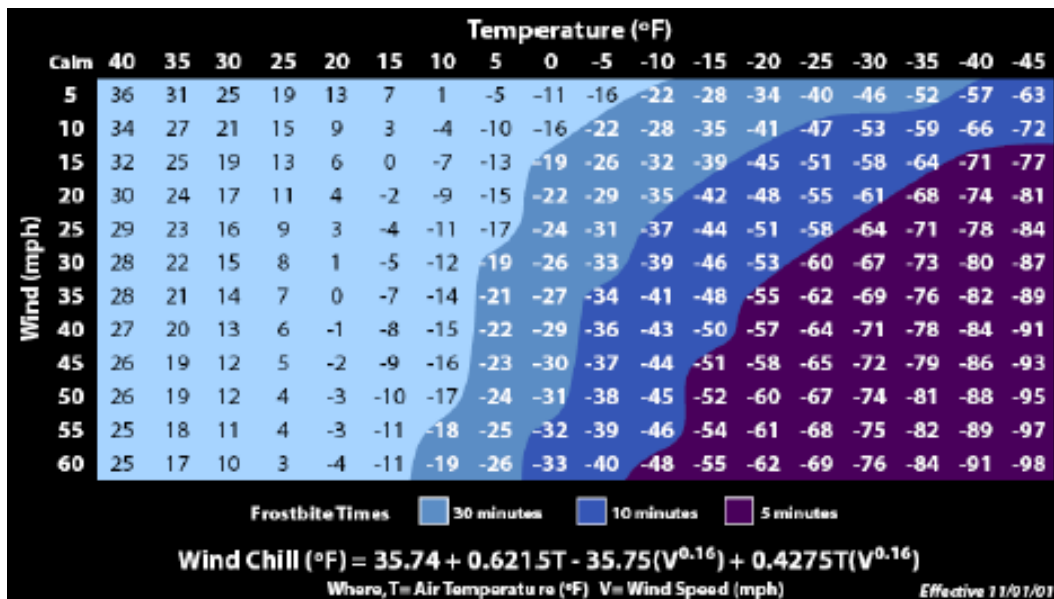 Temperature (°F)
Calm 40 35 30 25 20 15 10 5 0 -5 -10 -15 -20 -25 -30 -35 -40 -45
Wind (mph)
5 36 31 25 19 13 7 1 -5 -11 -16 -22 -28 -34 -40 -46 -52 -57 -63
10 34 27 21 15 9 3 -4 -10 -16 -22 -28 -35 -41 -47 -53 -59 -66 -72
15 32 25 19 13 6 0 -7 -13 -19 -26 -32 -39 -45 -51 -58 -64 -71 -77
20 30 24 17 11 4 -2 -9 -15 -22 -29 -35 -42 -48 -55 -61 -68 -74 -81
25 29 23 16 9 3 -4 -11 -17 -24 -31 -37 -44 -51 -58 -64 -71 -78 -84
30 28 22 15 8 1 -5 -12 -19 -26 -33 -39 -46 -53 -60 -67 -73 -80 -87
35 28 21 14 7 0 -7 -14 -21 -27 -34 -41 -48 -55 -62 -69 -76 -82 -89
40 27 20 13 6 -1 -8 -15 -22 -29 -36 -43 -50 -57 -64 -71 -78 -84 -91
45 26 19 12 5 -2 -9 -16 -23 -30 -37 -44 -51 -58 -65 -72 -79 -86 -93
50 26 19 12 4 -3 -10 -17 -24 -31 -38 -45 -52 -60 -67 -74 -81 -88 -95
55 25 18 11 4 -3 -11 -18 -25 -32 -39 -46 -54 -61 -68 -75 -82 -89 -97
60 25 17 10 3 -4 -11 -19 -26 -33 -40 -48 -55 -62 -69 -76 -84 -91 -98
Frostbite Times 30 minutes 10 minutes 5 minutes
Wind Chill (°F) = 35.74 + 0.6215T - 35.75(V^0.16) + 0.4275T(V^0.16)
Where, T= Air Temperature (°F) V= Wind Speed (mph) Effective 11/01/01